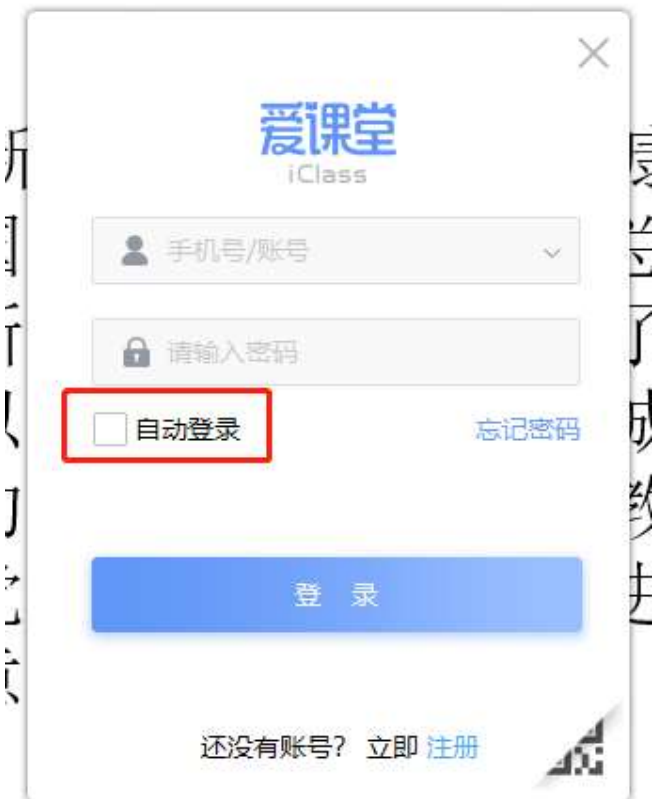 爱课堂
iClass
手机号/账号
请输入密码
自动登录 忘记密码
登 录
还没有账号? 立即 注册